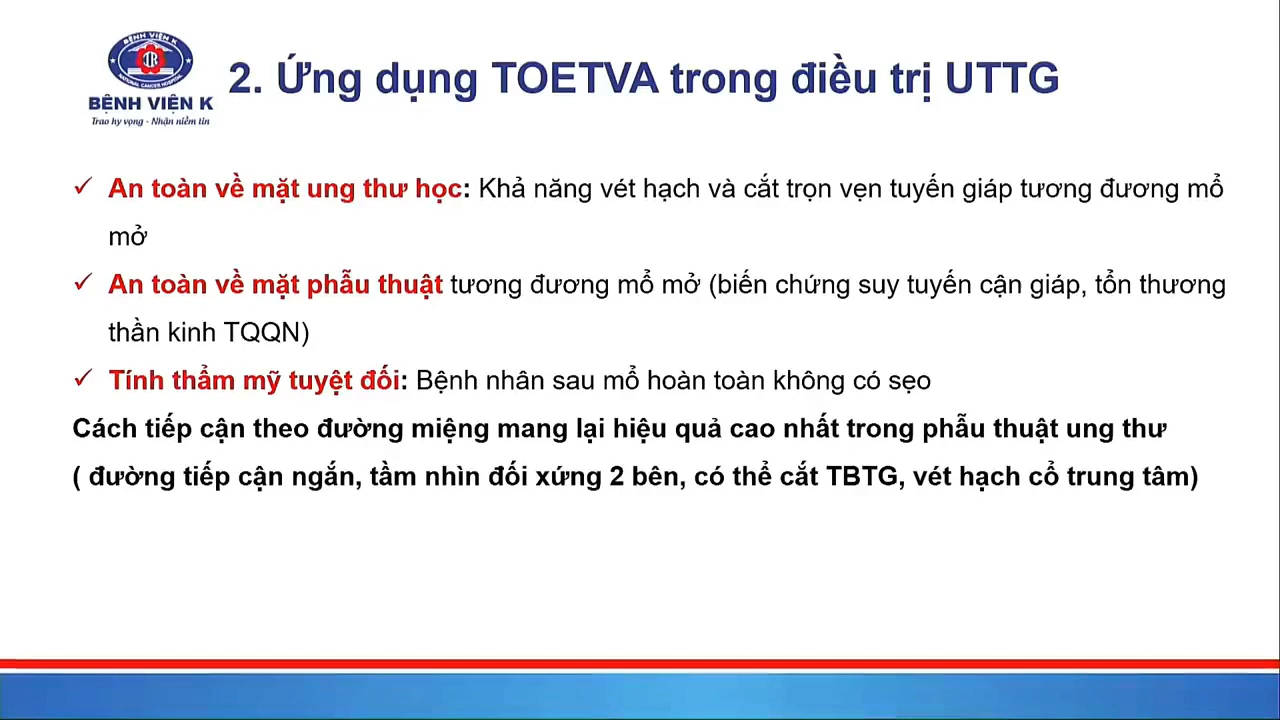 BỆNH VIỆN K
NATIONAL CANCER HOSPITAL
BỆNH VIỆN K
Trao hy vọng - Nhận niềm tin
2. Ứng dụng TOETVA trong điều trị UTTG
✓ An toàn về mặt ung thư học: Khả năng vét hạch và cắt trọn vẹn tuyến giáp tương đương mổ
mở
✓ An toàn về mặt phẫu thuật tương đương mổ mở (biến chứng suy tuyến cận giáp, tổn thương
thần kinh TQQN)
✓ Tính thẩm mỹ tuyệt đối: Bệnh nhân sau mổ hoàn toàn không có sẹo
Cách tiếp cận theo đường miệng mang lại hiệu quả cao nhất trong phẫu thuật ung thư
( đường tiếp cận ngắn, tầm nhìn đối xứng 2 bên, có thể cắt TBTG, vét hạch cổ trung tâm)